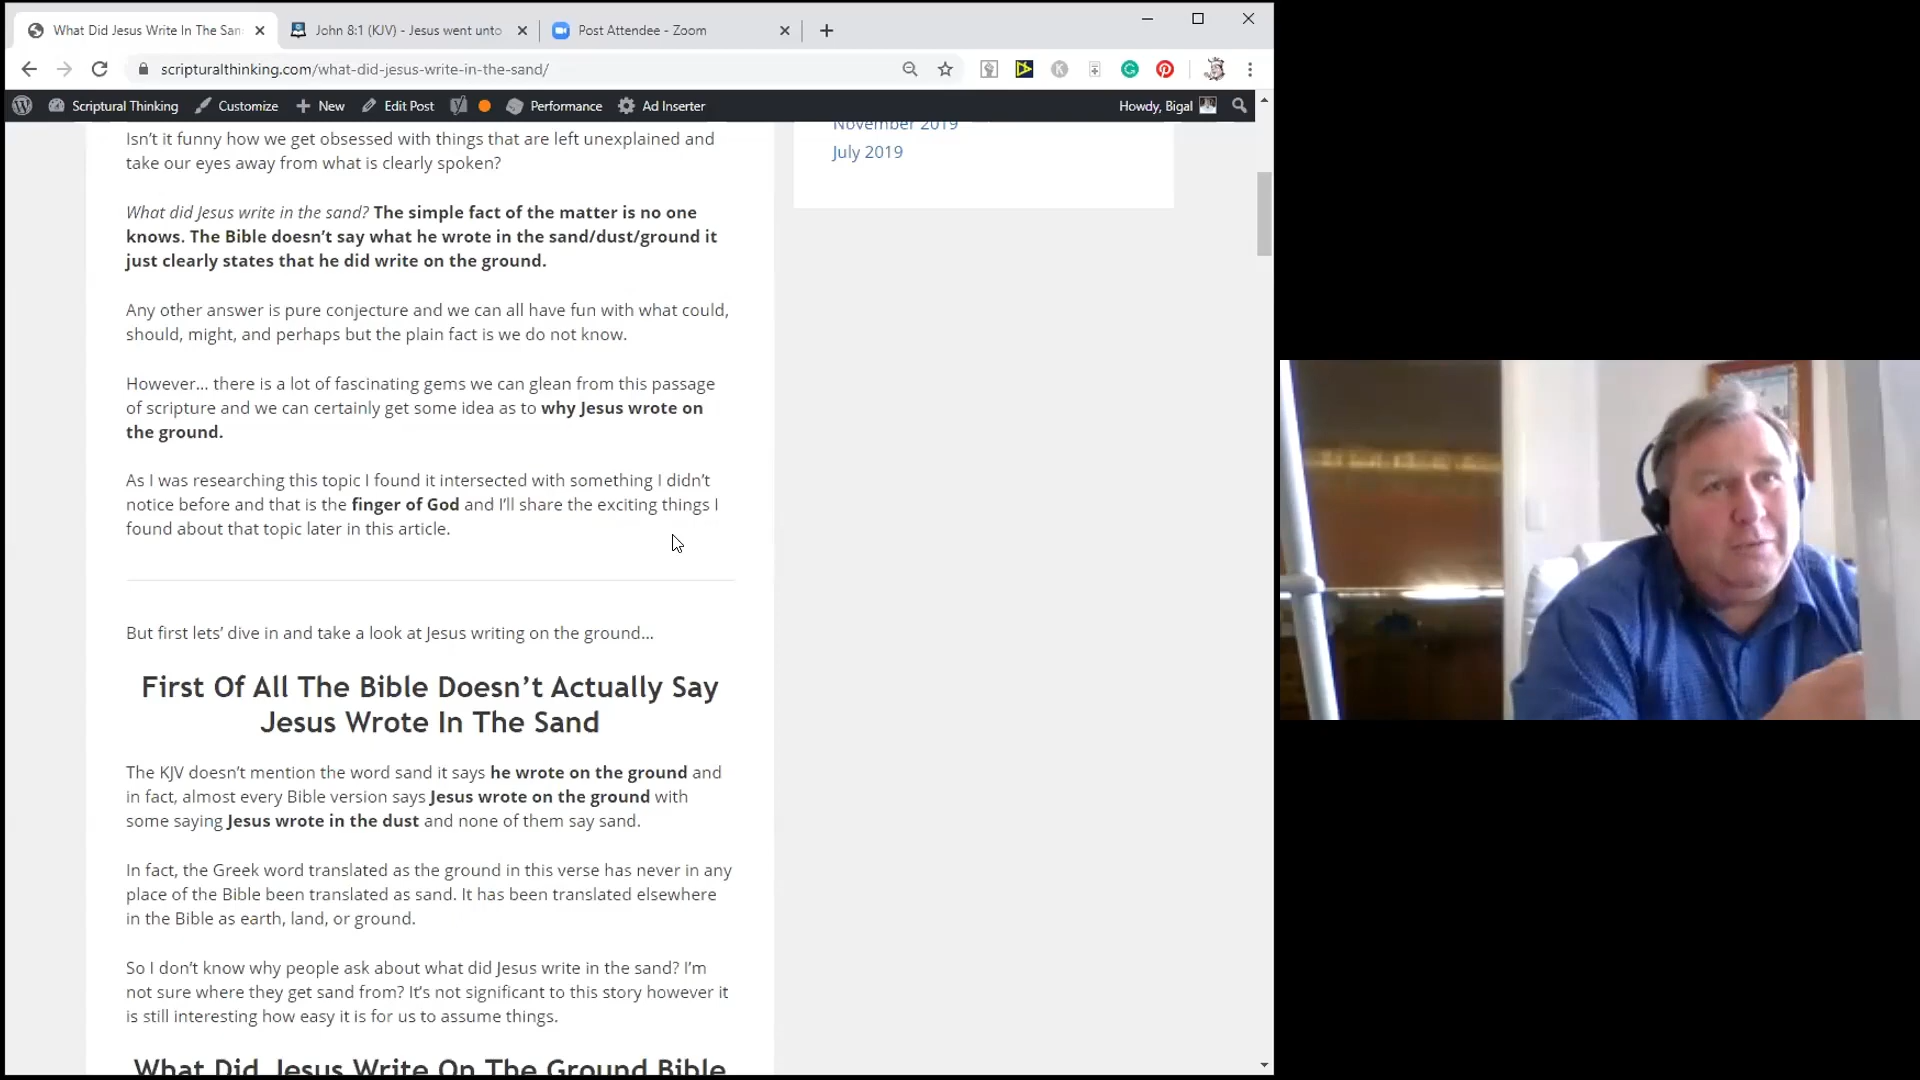 What Did Jesus Write In The San
John 8:1 (KJV) - Jesus went unto
Post Attendee - Zoom
scripturalthinking.com/what-did-jesus-write-in-the-sand/
Scriptural Thinking
Customize
New
Edit Post
Performance
Ad Inserter
Howdy, Bigal
Isn't it funny how we get obsessed with things that are left unexplained and
take our eyes away from what is clearly spoken?
What did Jesus write in the sand? The simple fact of the matter is no one
knows. The Bible doesn't say what he wrote in the sand/dust/ground it
just clearly states that he did write on the ground.
Any other answer is pure conjecture and we can all have fun with what could,
should, might, and perhaps but the plain fact is we do not know.
However... there is a lot of fascinating gems we can glean from this passage
of scripture and we can certainly get some idea as to why Jesus wrote on
the ground.
As I was researching this topic I found it intersected with something I didn't
notice before and that is the finger of God and I'll share the exciting things I
found about that topic later in this article.
But first lets' dive in and take a look at Jesus writing on the ground...
First Of All The Bible Doesn't Actually Say
Jesus Wrote In The Sand
The KJV doesn't mention the word sand it says he wrote on the ground and
in fact, almost every Bible version says Jesus wrote on the ground with
some saying Jesus wrote in the dust and none of them say sand.
In fact, the Greek word translated as the ground in this verse has never in any
place of the Bible been translated as sand. It has been translated elsewhere
in the Bible as earth, land, or ground.
So I don't know why people ask about what did Jesus write in the sand? I'm
not sure where they get sand from? It's not significant to this story however it
is still interesting how easy it is for us to assume things.
What Did Jesus Write On The Ground Bible
November 2019
July 2019